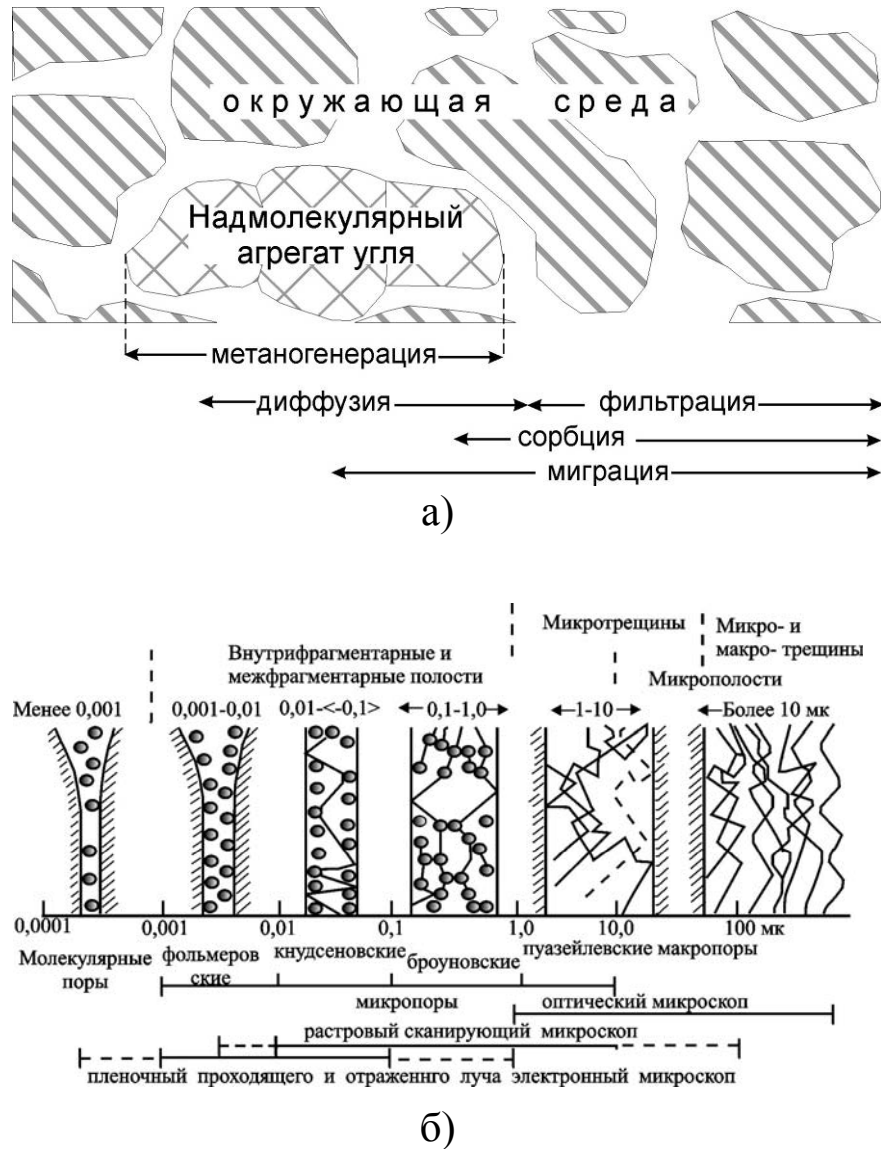 окружающая среда
Надмолекулярный
агрегат угля
метаногенерация
диффузия фильтрация
сорбция
миграция
а)
Микротрещины Микро- и
макро- трещины
Внутрифрагментарные и
межфрагментарные полости
Микрополости
Менее 0,001 0,001-0,01 0,01-<-0,1> 0,1-1,0 1-10 Более 10 мк
0,0001 0,001 0,01 0,1 1,0 10,0 100 мк
Молекулярные
поры
фольмеров
ские
кнудсеновские
броуновские
пуазейлевские макропоры
микропоры
оптический микроскоп
растровый сканирующий микроскоп
пленочный проходящего и отраженнго луча электронный микроскоп
б)